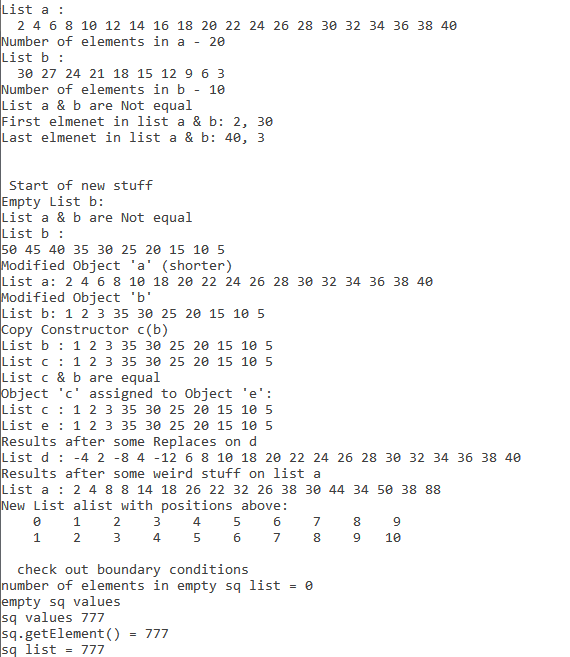 List a :
  2 4 6 8 10 12 14 16 18 20 22 24 26 28 30 32 34 36 38 40
Number of elements in a - 20
List b :
  30 27 24 21 18 15 12 9 6 3
Number of elements in b - 10
List a & b are Not equal
First elmenet in list a & b: 2, 30
Last elmenet in list a & b: 40, 3
 Start of new stuff
Empty List b:
List a & b are Not equal
List b :
50 45 40 35 30 25 20 15 10 5
Modified Object 'a' (shorter)
List a: 2 4 6 8 10 18 20 22 24 26 28 30 32 34 36 38 40
Modified Object 'b'
List b: 1 2 3 35 30 25 20 15 10 5
Copy Constructor c(b)
List b : 1 2 3 35 30 25 20 15 10 5
List c : 1 2 3 35 30 25 20 15 10 5
List c & b are equal
Object 'c' assigned to Object 'e':
List c : 1 2 3 35 30 25 20 15 10 5
List e : 1 2 3 35 30 25 20 15 10 5
Results after some Replaces on d
List d : -4 2 -8 4 -12 6 8 10 18 20 22 24 26 28 30 32 34 36 38 40
Results after some weird stuff on list a
List a : 2 4 8 8 14 18 26 22 32 26 38 30 44 34 50 38 88
New List alist with positions above:
    0    1    2    3    4    5    6    7    8    9
    1    2    3    4    5    6    7    8    9   10
  check out boundary conditions
number of elements in empty sq list = 0
empty sq values
sq values 777
sq.getElement() = 777
sq list = 777